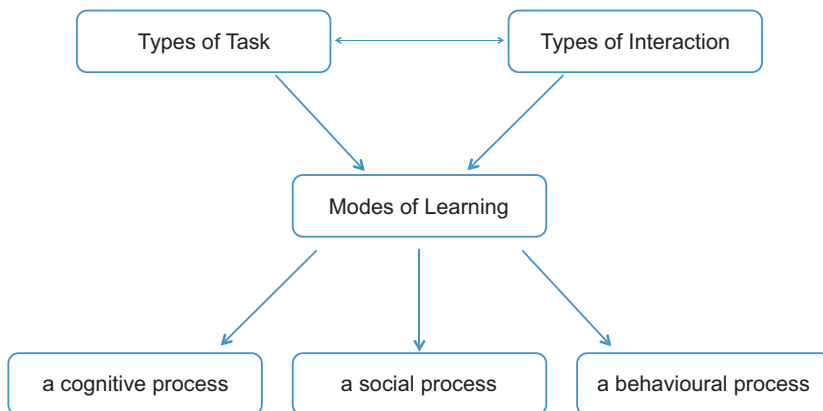 Types of Task
Types of Interaction
Modes of Learning
a cognitive process
a social process
a behavioural process